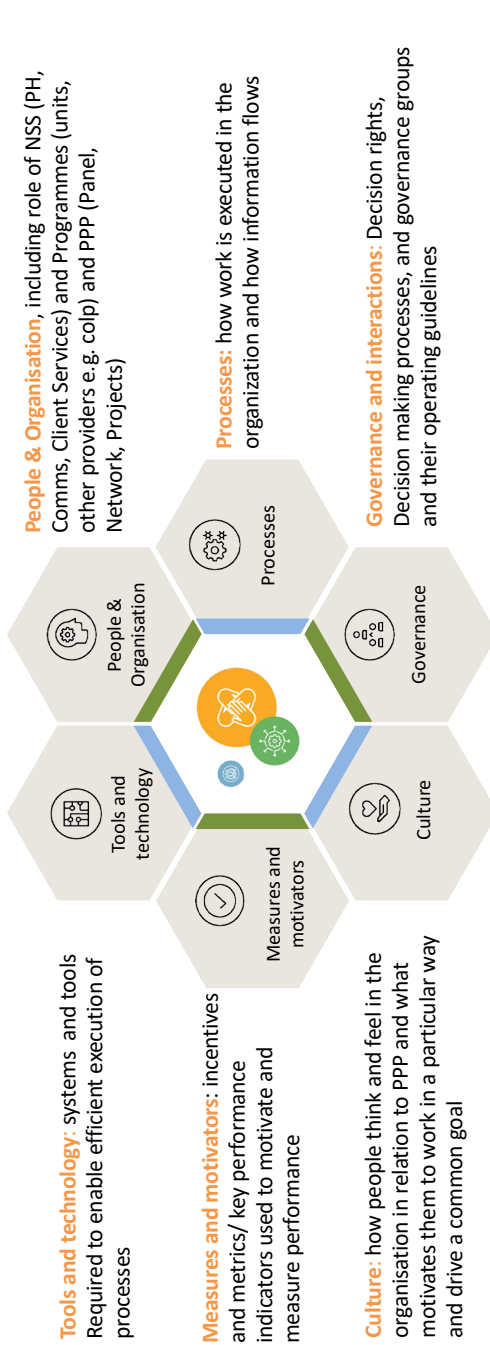 Tools and technology: systems and tools
Required to enable efficient execution of
processes
Measures and motivators: incentives
and metrics/ key performance
indicators used to motivate and
measure performance
Culture: how people think and feel in the
organisation in relation to PPP and what
motivates them to work in a particular way
and drive a common goal
Tools and
technology
People &
Organisation
Measures and
motivators
Processes
Culture
Governance
People & Organisation, including role of NSS (PH,
Comms, Client Services) and Programmes (units,
other providers e.g. colp) and PPP (Panel,
Network, Projects)
Processes: how work is executed in the
organization and how information flows
Governance and interactions: Decision rights,
Decision making processes, and governance groups
and their operating guidelines